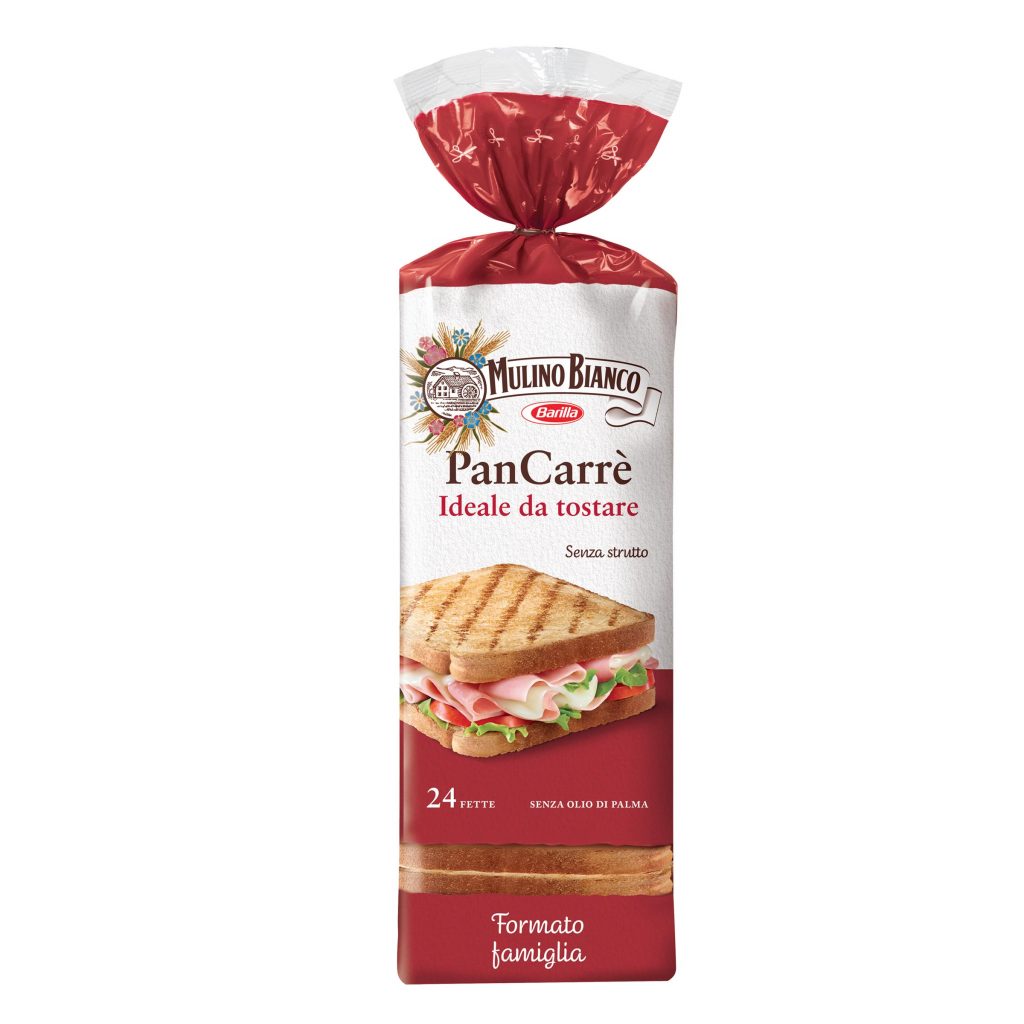 MULINO BIANCO
Barilla
PanCarrè
Ideale da tostare
Senza strutto
24 FETTE SENZA OLIO DI PALMA
Formato
famiglia